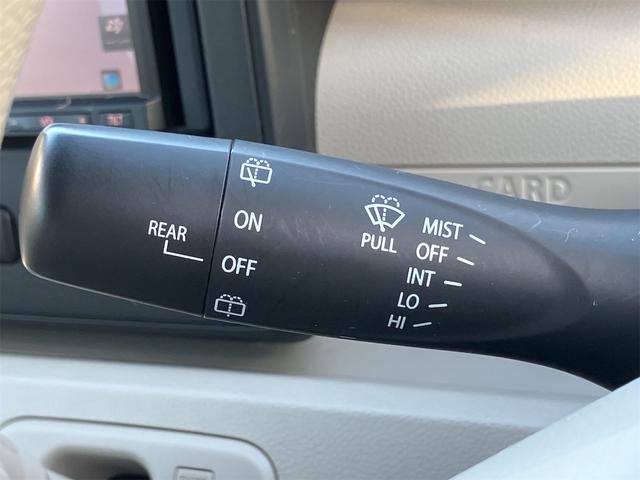 CARD
ON
REAR
OFF
PULL
MIST
OFF
INT
LO
HI